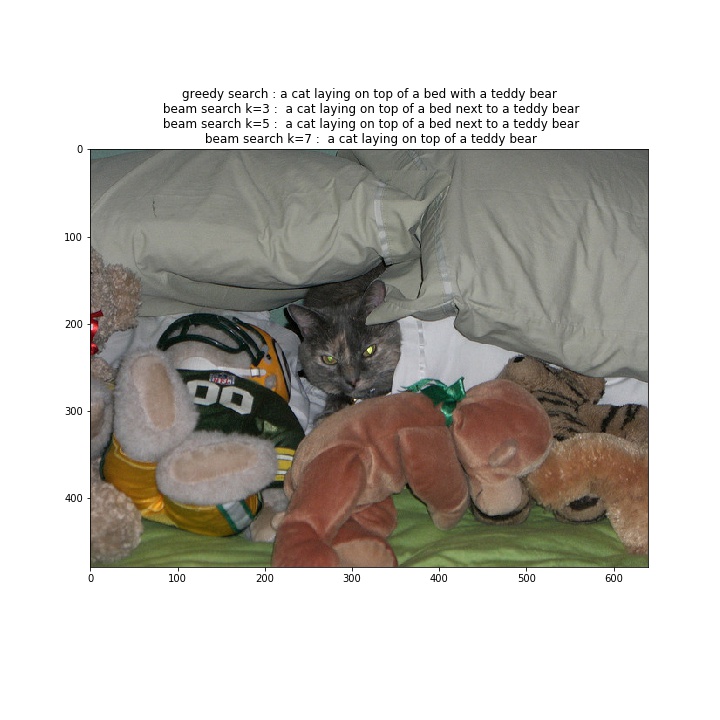 greedy search : a cat laying on top of a bed with a teddy bear
beam search k=3 :  a cat laying on top of a bed next to a teddy bear
beam search k=5 :  a cat laying on top of a bed next to a teddy bear
beam search k=7 :  a cat laying on top of a teddy bear
0
100
200
300
400
00
0 100 200 300 400 500 600